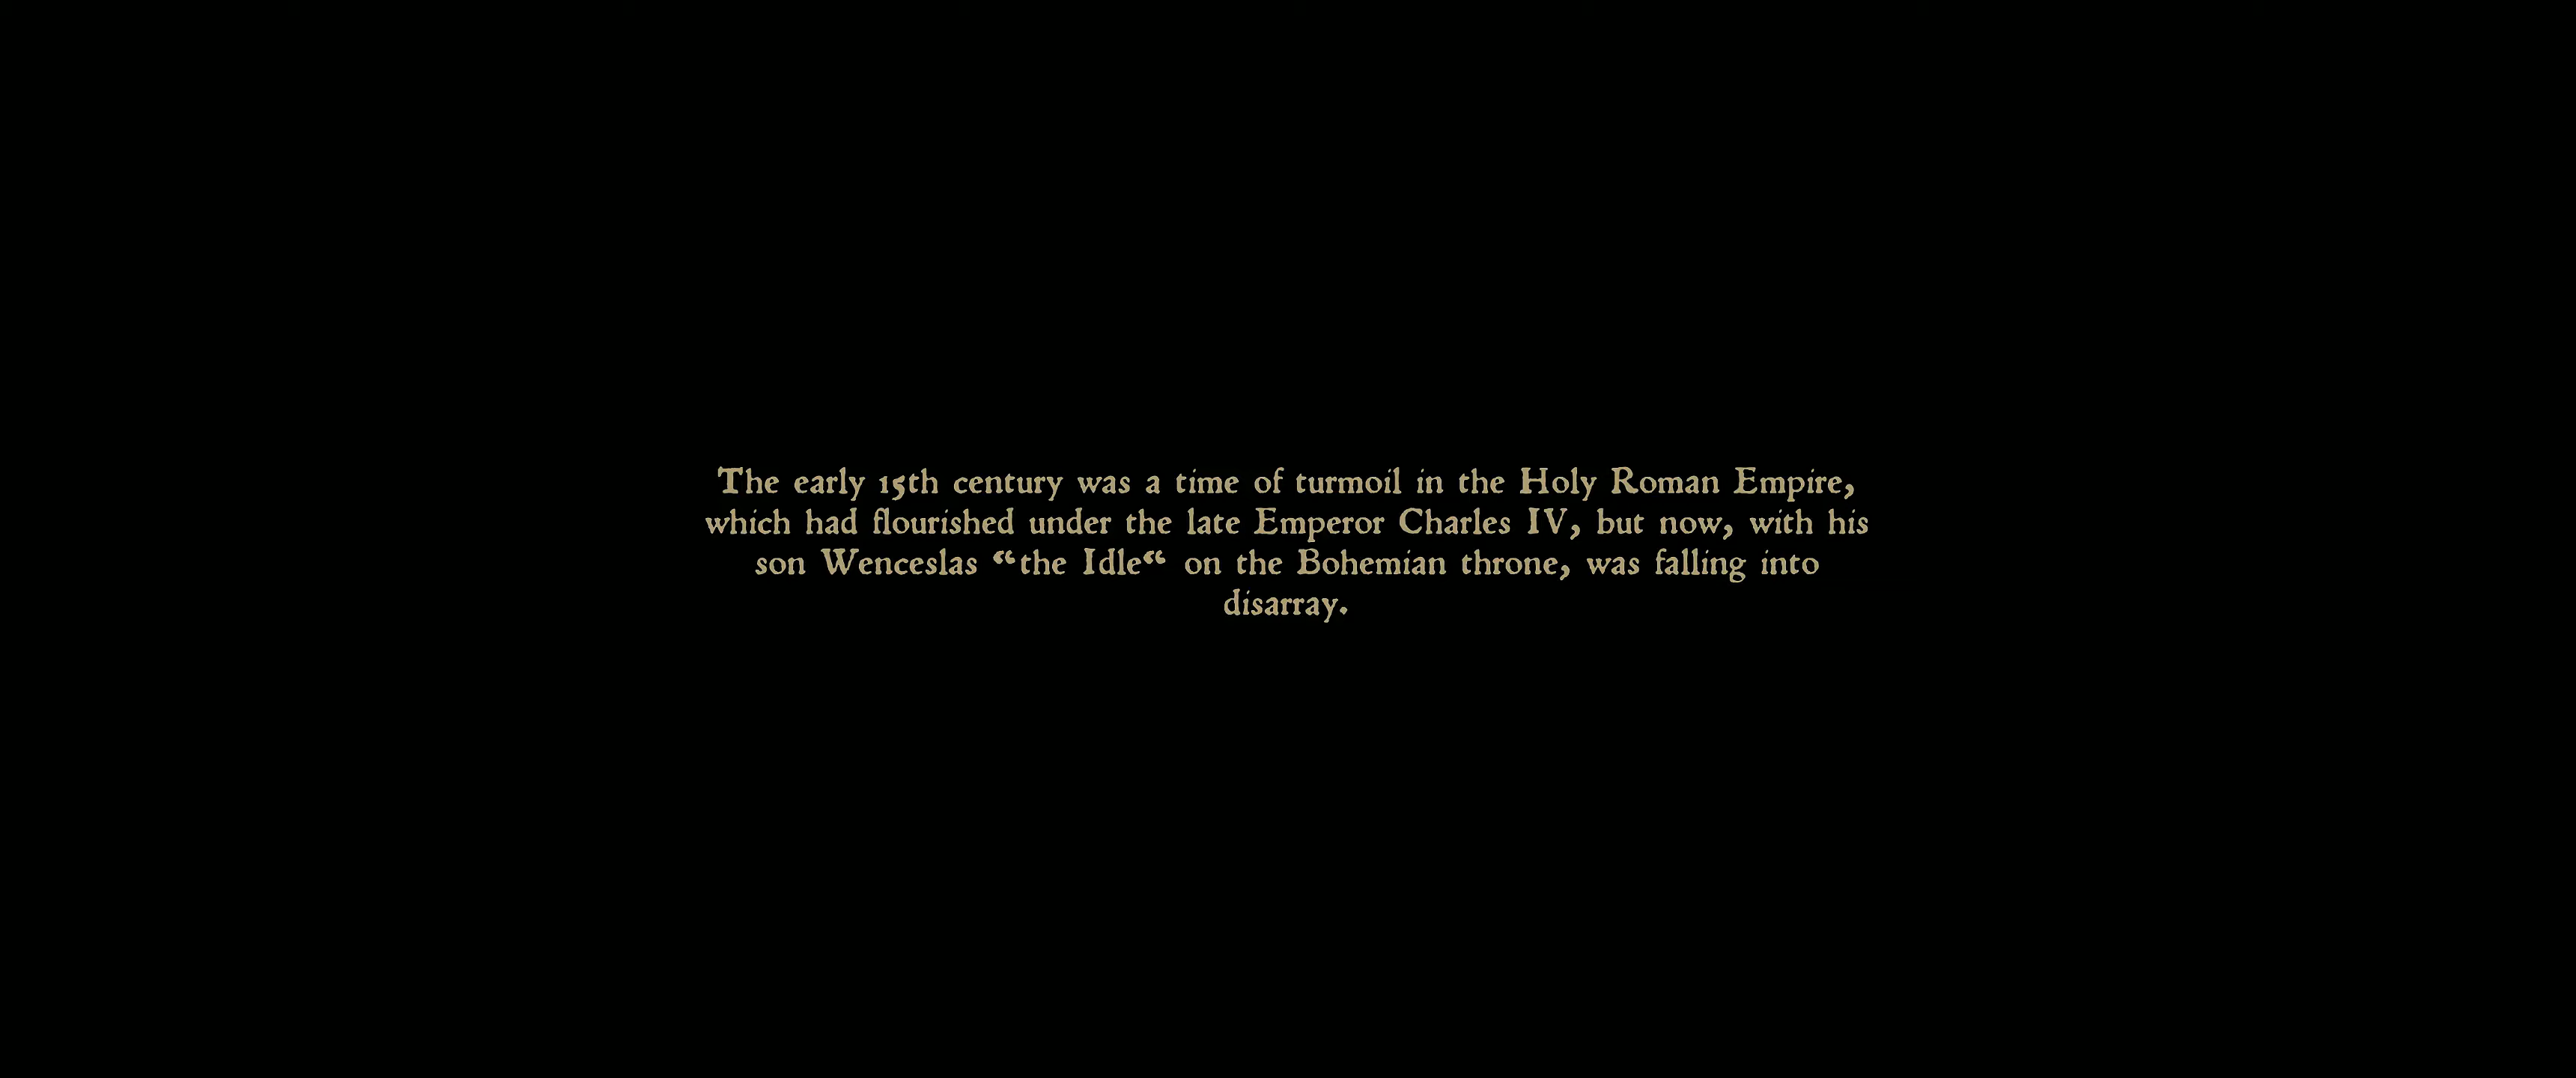 The early 15th century was a time of turmoil in the Holy Roman Empire,
which had flourished under the late Emperor Charles IV, but now, with his
son Wenceslas “the Idle“ on the Bohemian throne, was falling into
disarray.